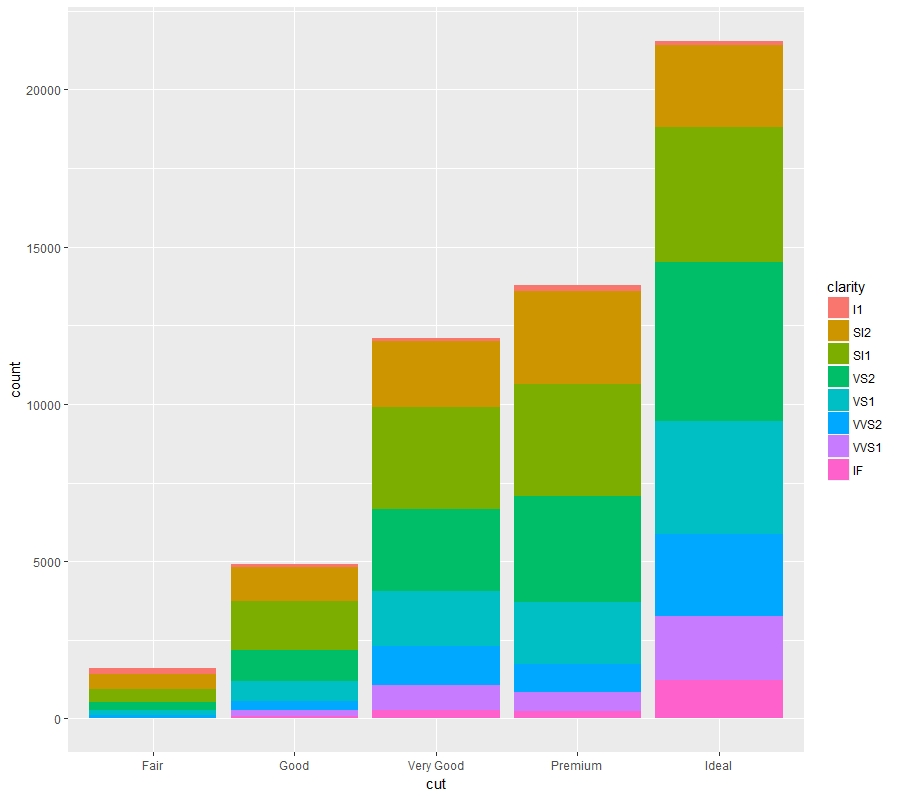 20000
15000
10000
5000
0
count
Fair
Good
Very Good
Premium
Ideal
cut
clarity
I1
SI2
SI1
VS2
VS1
VVS2
VVS1
IF